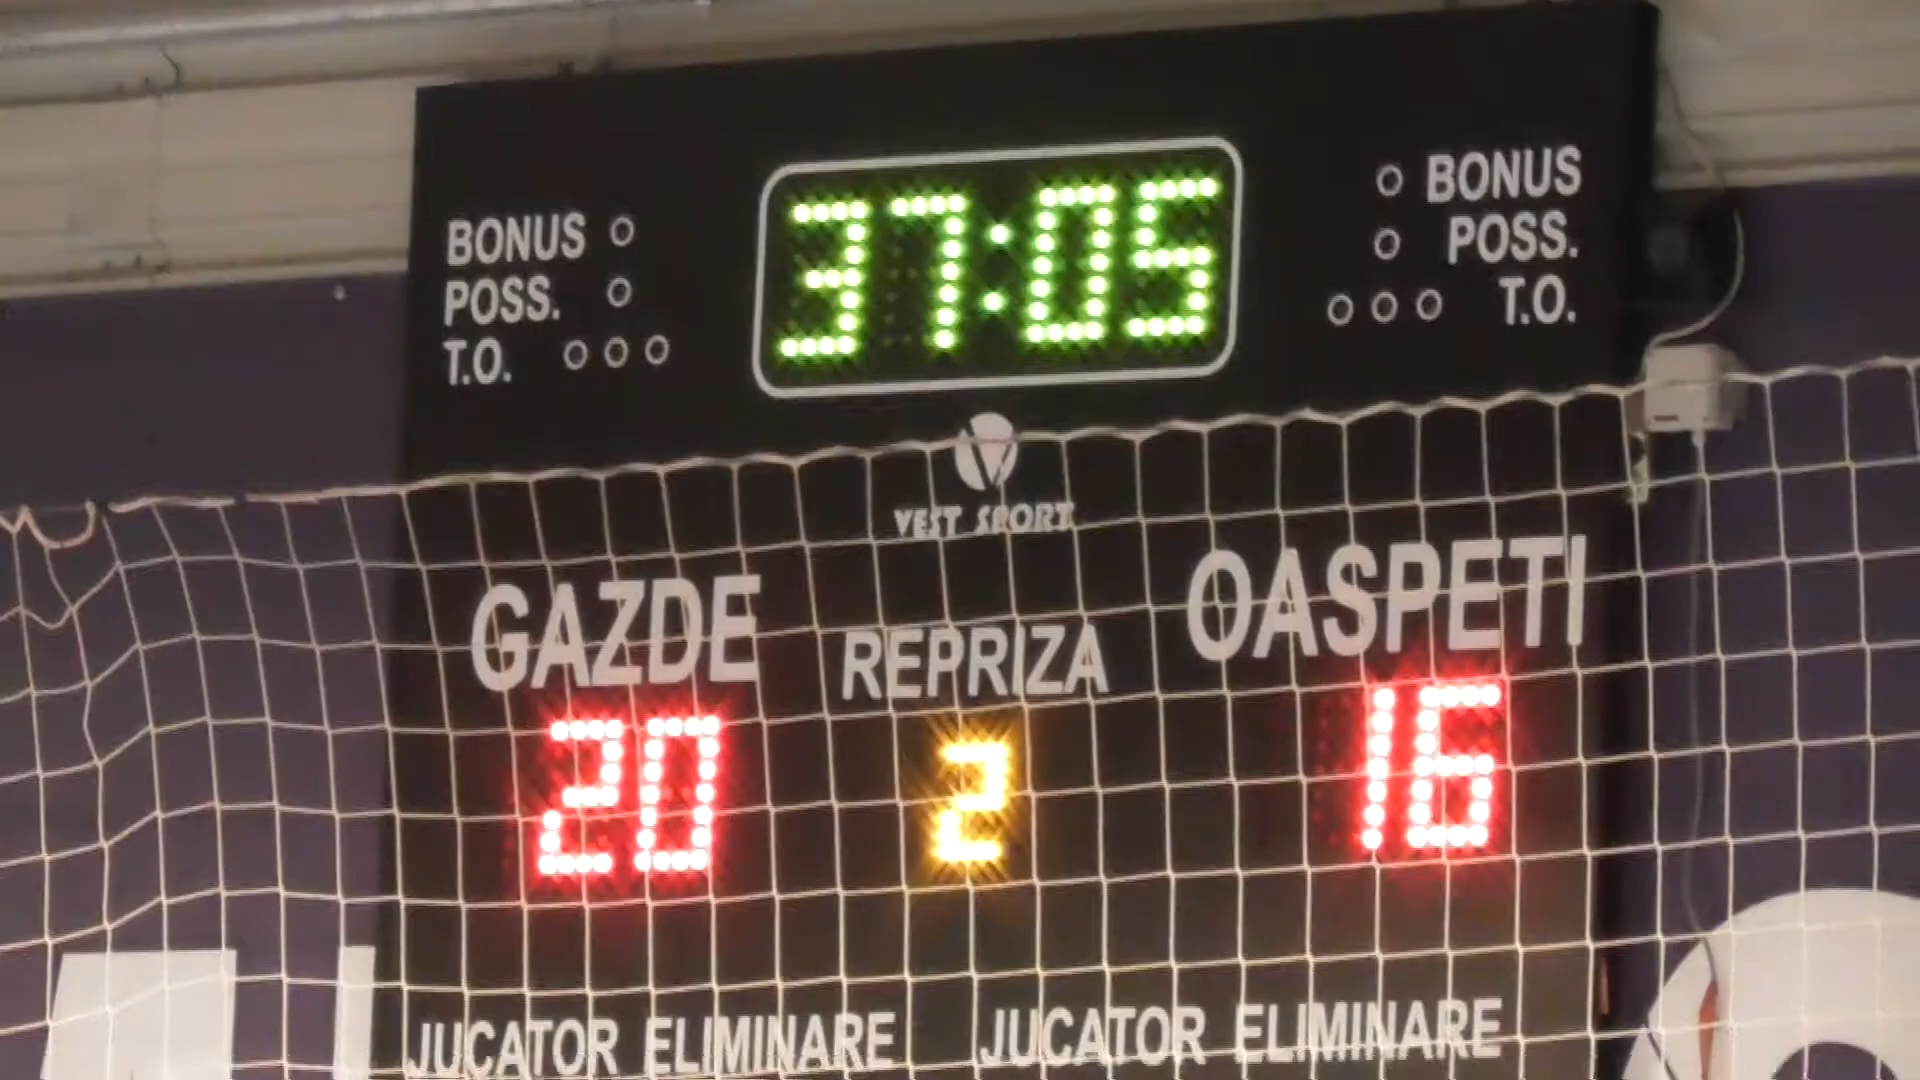 37:05
BONUS
POSS.
T.O.
BONUS
POSS.
T.O.
VEST SPORT
GAZDE
REPRIZA
OASPETI
20
2
16
JUCATOR ELIMINARE
JUCATOR ELIMINARE